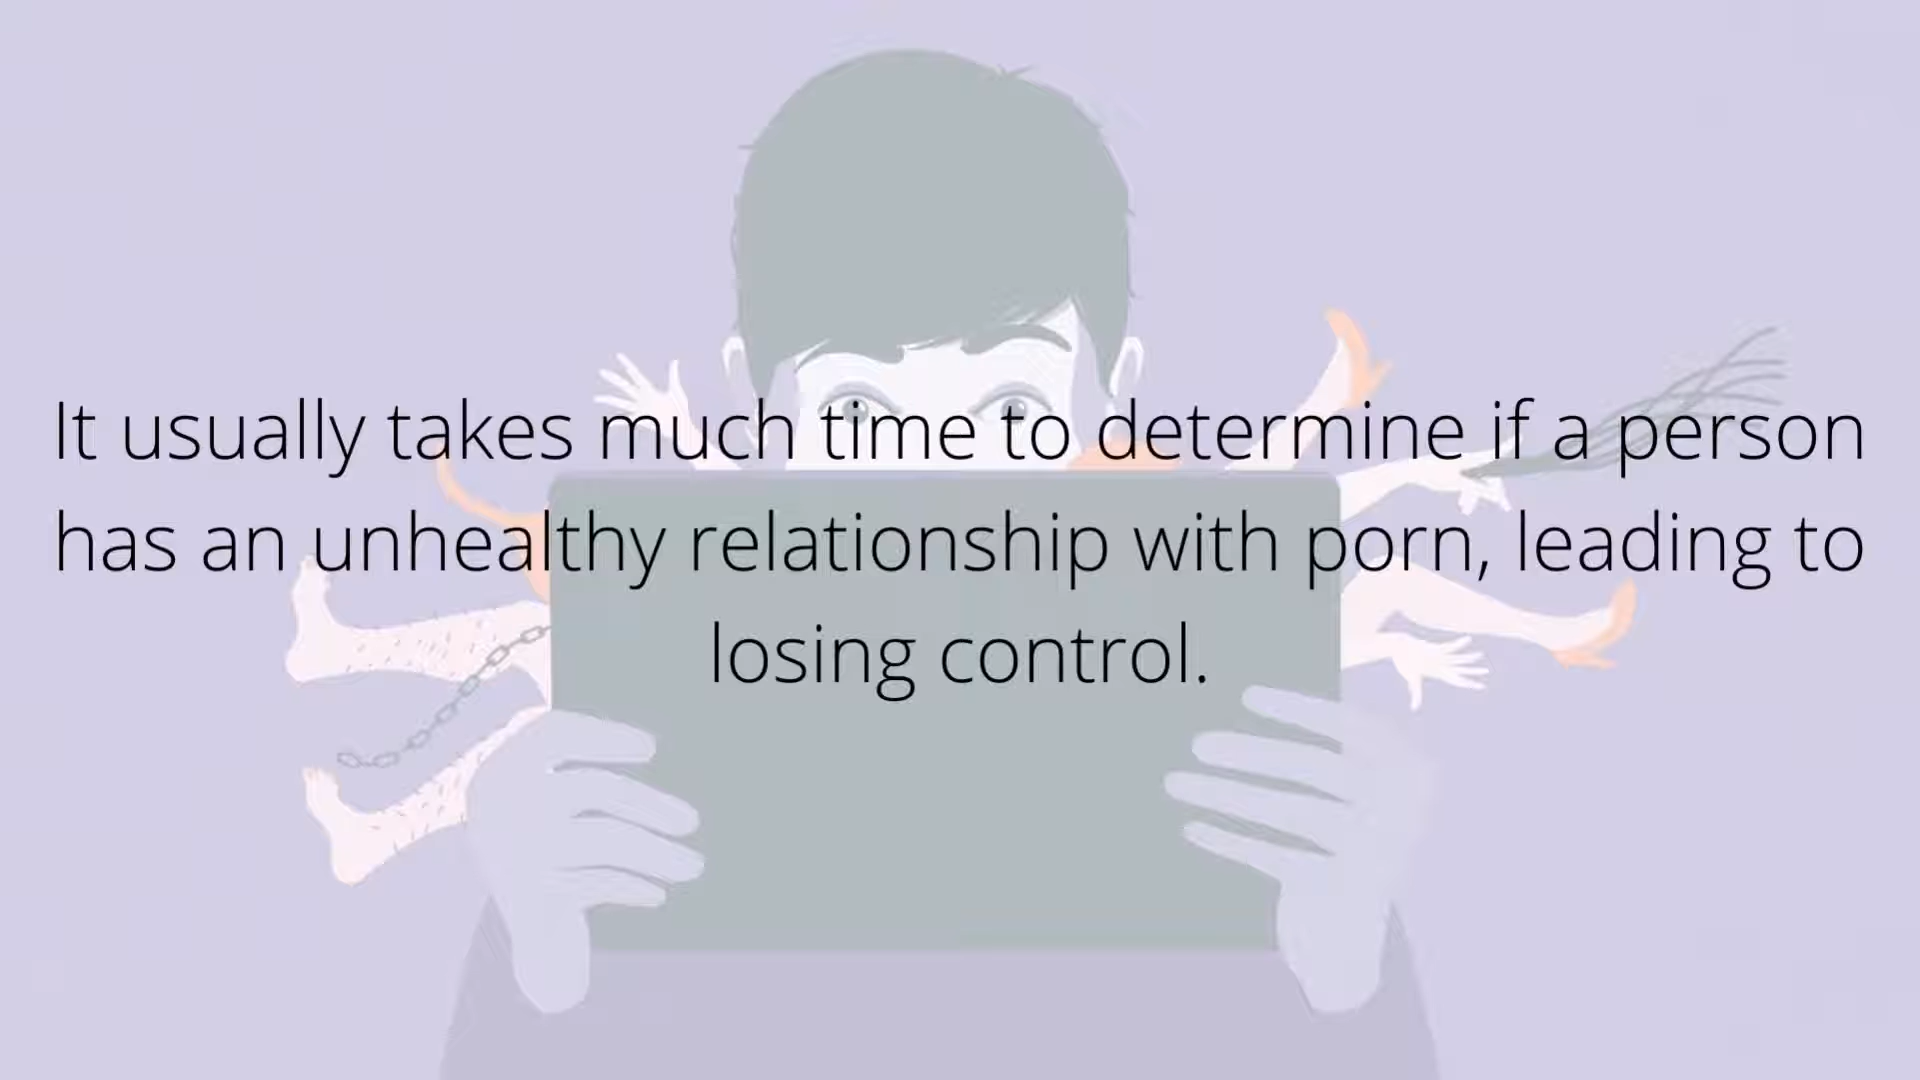 It usually takes much time to determine if a person
has an unhealthy relationship with porn, leading to
losing control.